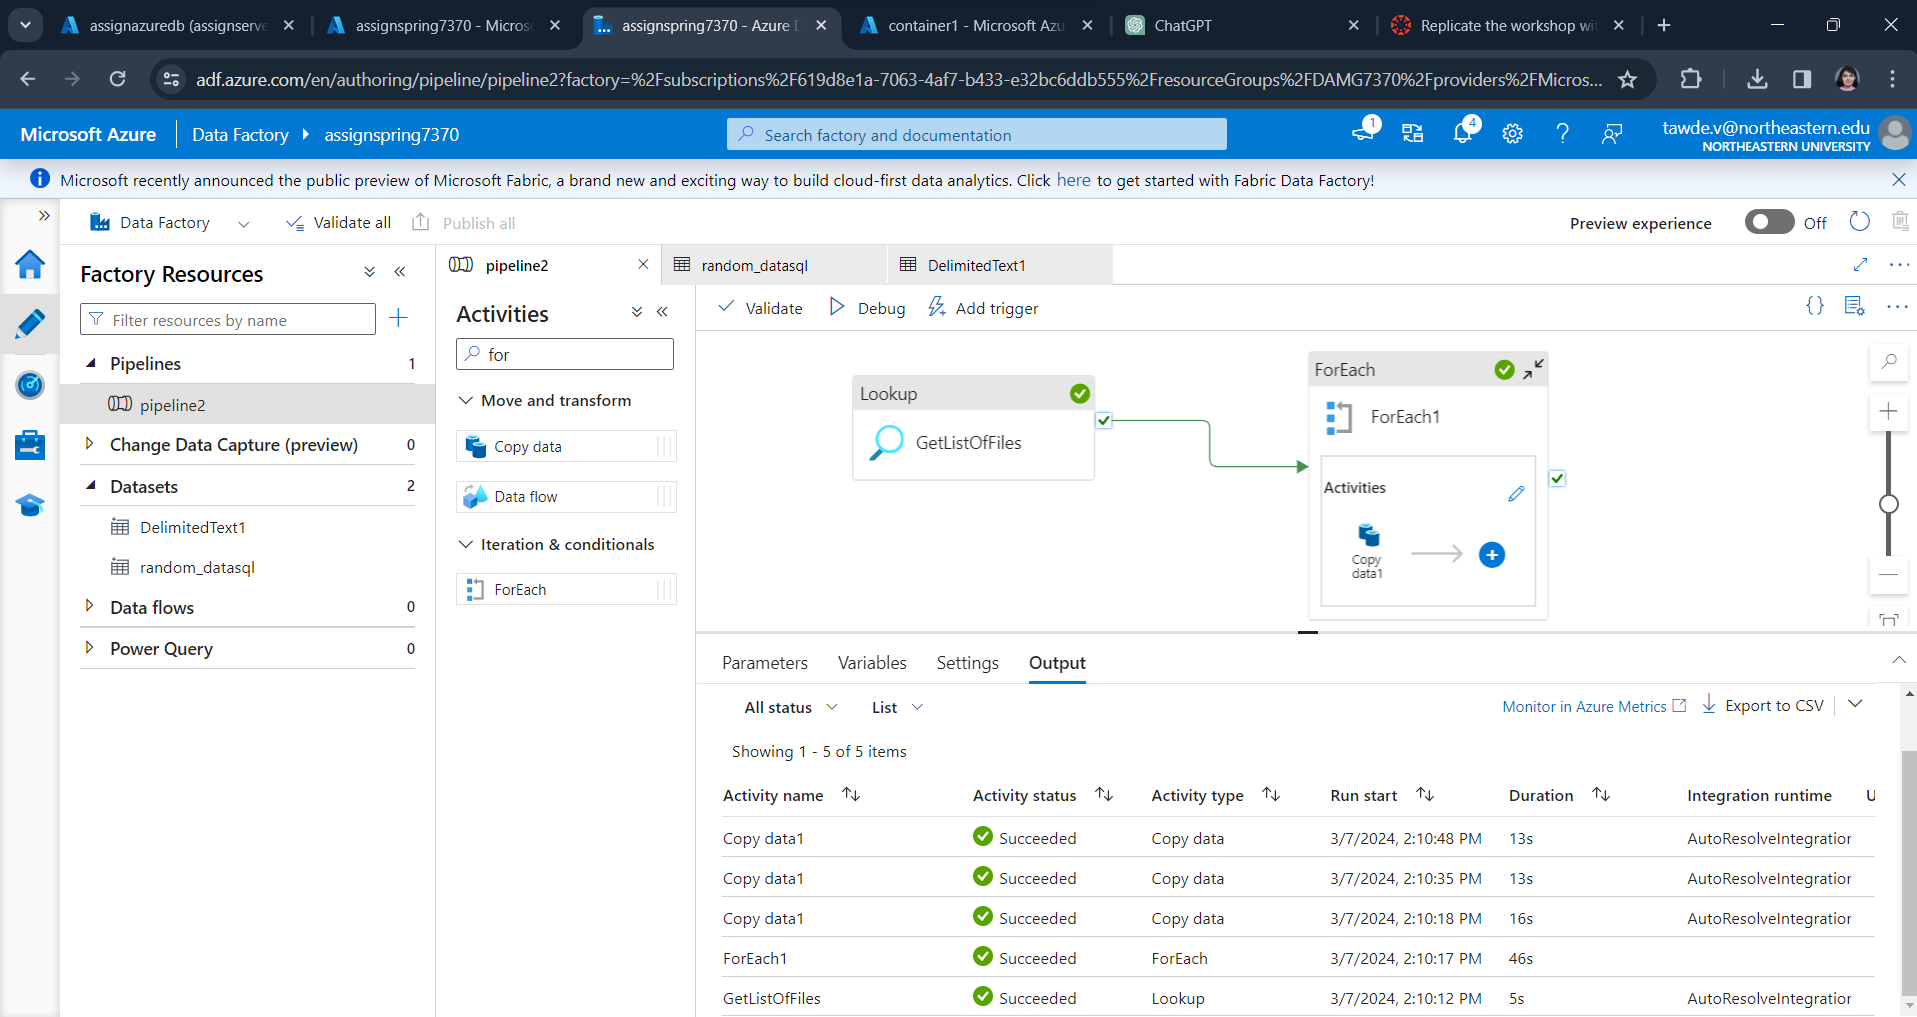 assignazuredb (assignserve
assignspring7370 - Micros
assignspring7370 - Azure D
container1 - Microsoft Azu
ChatGPT
Replicate the workshop wi
adf.azure.com/en/authoring/pipeline/pipeline2?factory=%2Fsubscriptions%2F619d8e1a-7063-4af7-b433-e32bc6ddb555%2FresourceGroups%2FDAMG7370%2Fproviders%2FMicros...
Microsoft Azure
Data Factory
assignspring7370
Search factory and documentation
1
4
tawde.v@northeastern.edu
NORTHEASTERN UNIVERSITY
Microsoft recently announced the public preview of Microsoft Fabric, a brand new and exciting way to build cloud-first data analytics. Click here to get started with Fabric Data Factory!
Data Factory
Validate all
Publish all
Preview experience
Off
Factory Resources
Filter resources by name
Pipelines 1
pipeline2
Change Data Capture (preview) 0
Datasets 2
DelimitedText1
random_datasql
Data flows 0
Power Query 0
pipeline2
random_datasql
DelimitedText1
Activities
for
Move and transform
Copy data
Data flow
Iteration & conditionals
ForEach
Validate
Debug
Add trigger
Lookup
GetListOfFiles
ForEach
ForEach1
Activities
Copy
data1
Parameters
Variables
Settings
Output
All status
List
Monitor in Azure Metrics
Export to CSV
Showing 1 - 5 of 5 items
Activity name Activity status Activity type Run start Duration Integration runtime U
Copy data1 Succeeded Copy data 3/7/2024, 2:10:48 PM 13s AutoResolveIntegration
Copy data1 Succeeded Copy data 3/7/2024, 2:10:35 PM 13s AutoResolveIntegration
Copy data1 Succeeded Copy data 3/7/2024, 2:10:18 PM 16s AutoResolveIntegration
ForEach1 Succeeded ForEach 3/7/2024, 2:10:17 PM 46s
GetListOfFiles Succeeded Lookup 3/7/2024, 2:10:12 PM 5s AutoResolveIntegration